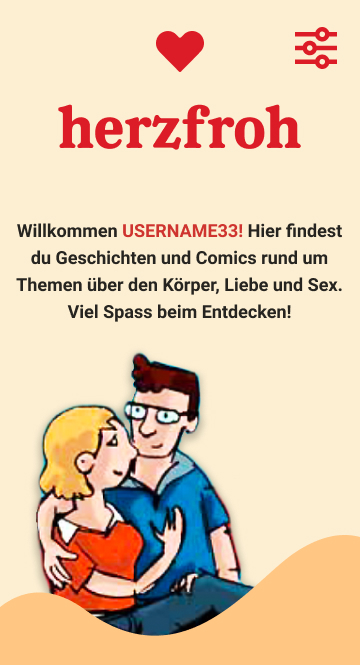 herzfroh
Willkommen USERNAME33! Hier findest
du Geschichten und Comics rund um
Themen über den Körper, Liebe und Sex.
Viel Spass beim Entdecken!